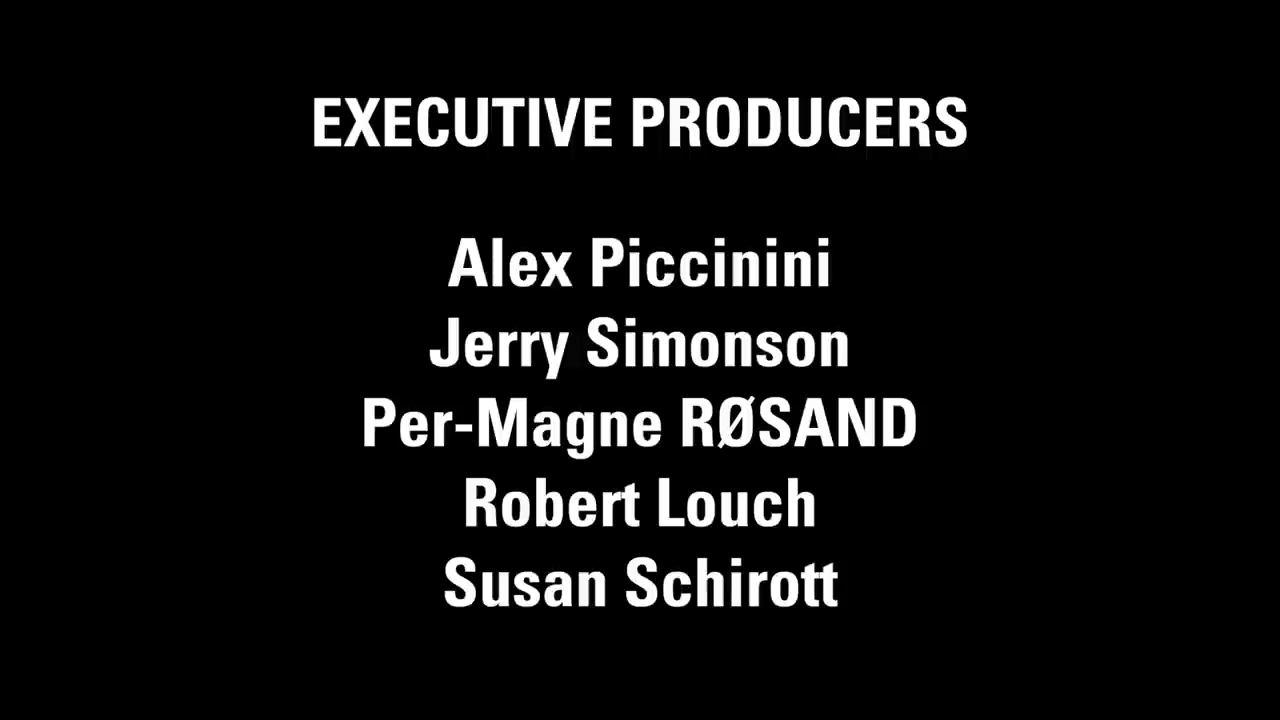 EXECUTIVE PRODUCERS
Alex Piccinini
Jerry Simonson
Per-Magne RØSAND
Robert Louch
Susan Schirott